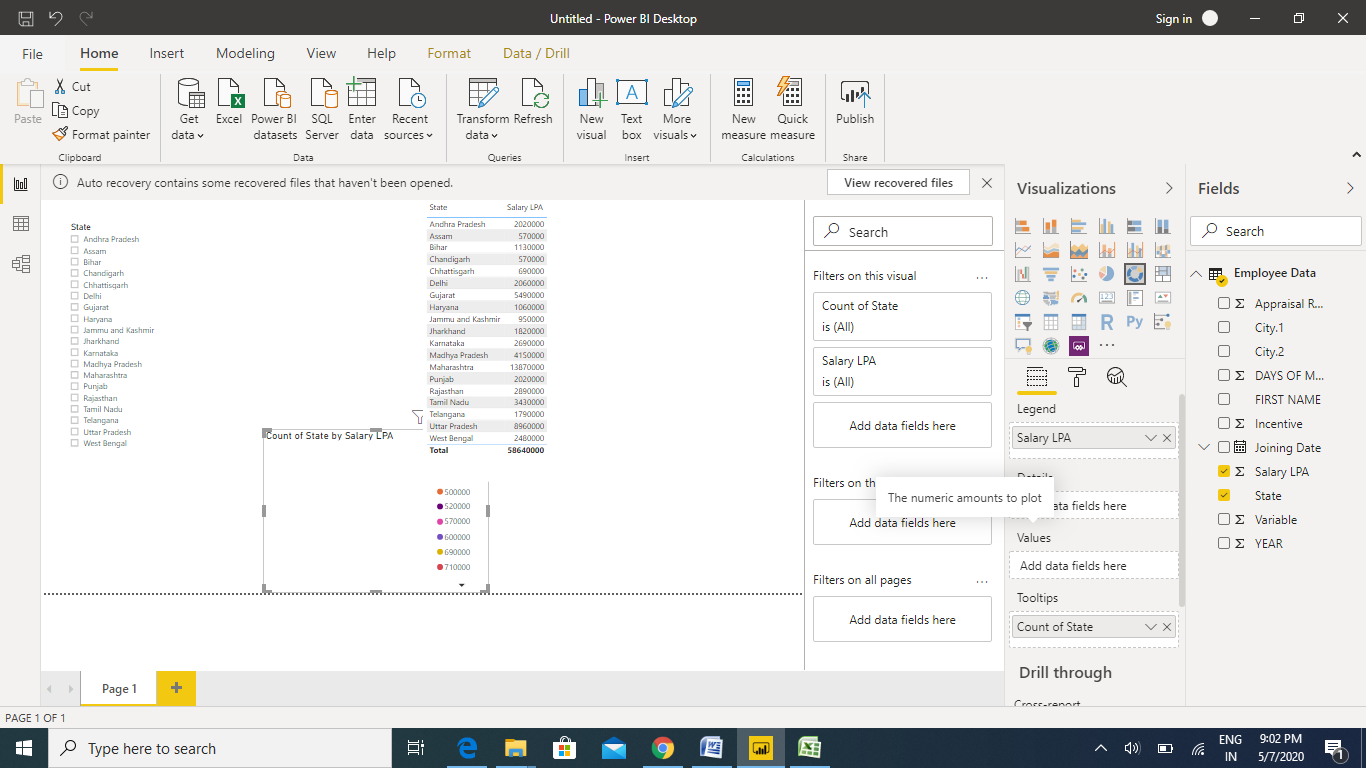 Untitled - Power BI Desktop
Sign in
File
Home
Insert
Modeling
View
Help
Format
Data / Drill
Paste
Cut
Copy
Format painter
Clipboard
Get data
Excel
Power BI datasets
SQL Server
Enter data
Recent sources
Data
Transform data
Refresh
Queries
New visual
Text box
More visuals
Insert
New measure
Quick measure
Calculations
Publish
Share
Auto recovery contains some recovered files that haven't been opened.
View recovered files
State
Andhra Pradesh
Assam
Bihar
Chandigarh
Chhattisgarh
Delhi
Gujarat
Haryana
Jammu and Kashmir
Jharkhand
Karnataka
Madhya Pradesh
Maharashtra
Punjab
Rajasthan
Tamil Nadu
Telangana
Uttar Pradesh
West Bengal
State Salary LPA
Andhra Pradesh 2020000
Assam 570000
Bihar 1130000
Chandigarh 570000
Chhattisgarh 690000
Delhi 2060000
Gujarat 5490000
Haryana 1060000
Jammu and Kashmir 950000
Jharkhand 1820000
Karnataka 2690000
Madhya Pradesh 4150000
Maharashtra 13870000
Punjab 2020000
Rajasthan 2890000
Tamil Nadu 3430000
Telangana 1790000
Uttar Pradesh 8960000
West Bengal 2480000
Total 58640000
Count of State by Salary LPA
500000
520000
570000
600000
690000
710000
Search
Filters on this visual
...
Count of State
is (All)
Salary LPA
is (All)
Add data fields here
Filters on th
Add data fields here
Filters on all pages
...
Add data fields here
Visualizations
R
Py
123
...
Legend
Salary LPA
Details
ata fields here
The numeric amounts to plot
Values
Add data fields here
Tooltips
Count of State
Drill through
Cross-report
Fields
Search
Employee Data
Σ Appraisal R...
City.1
City.2
Σ DAYS OF M...
FIRST NAME
Σ Incentive
Joining Date
Σ Salary LPA
State
Σ Variable
Σ YEAR
Page 1
PAGE 1 OF 1
Type here to search
ENG
IN
9:02 PM
5/7/2020
1